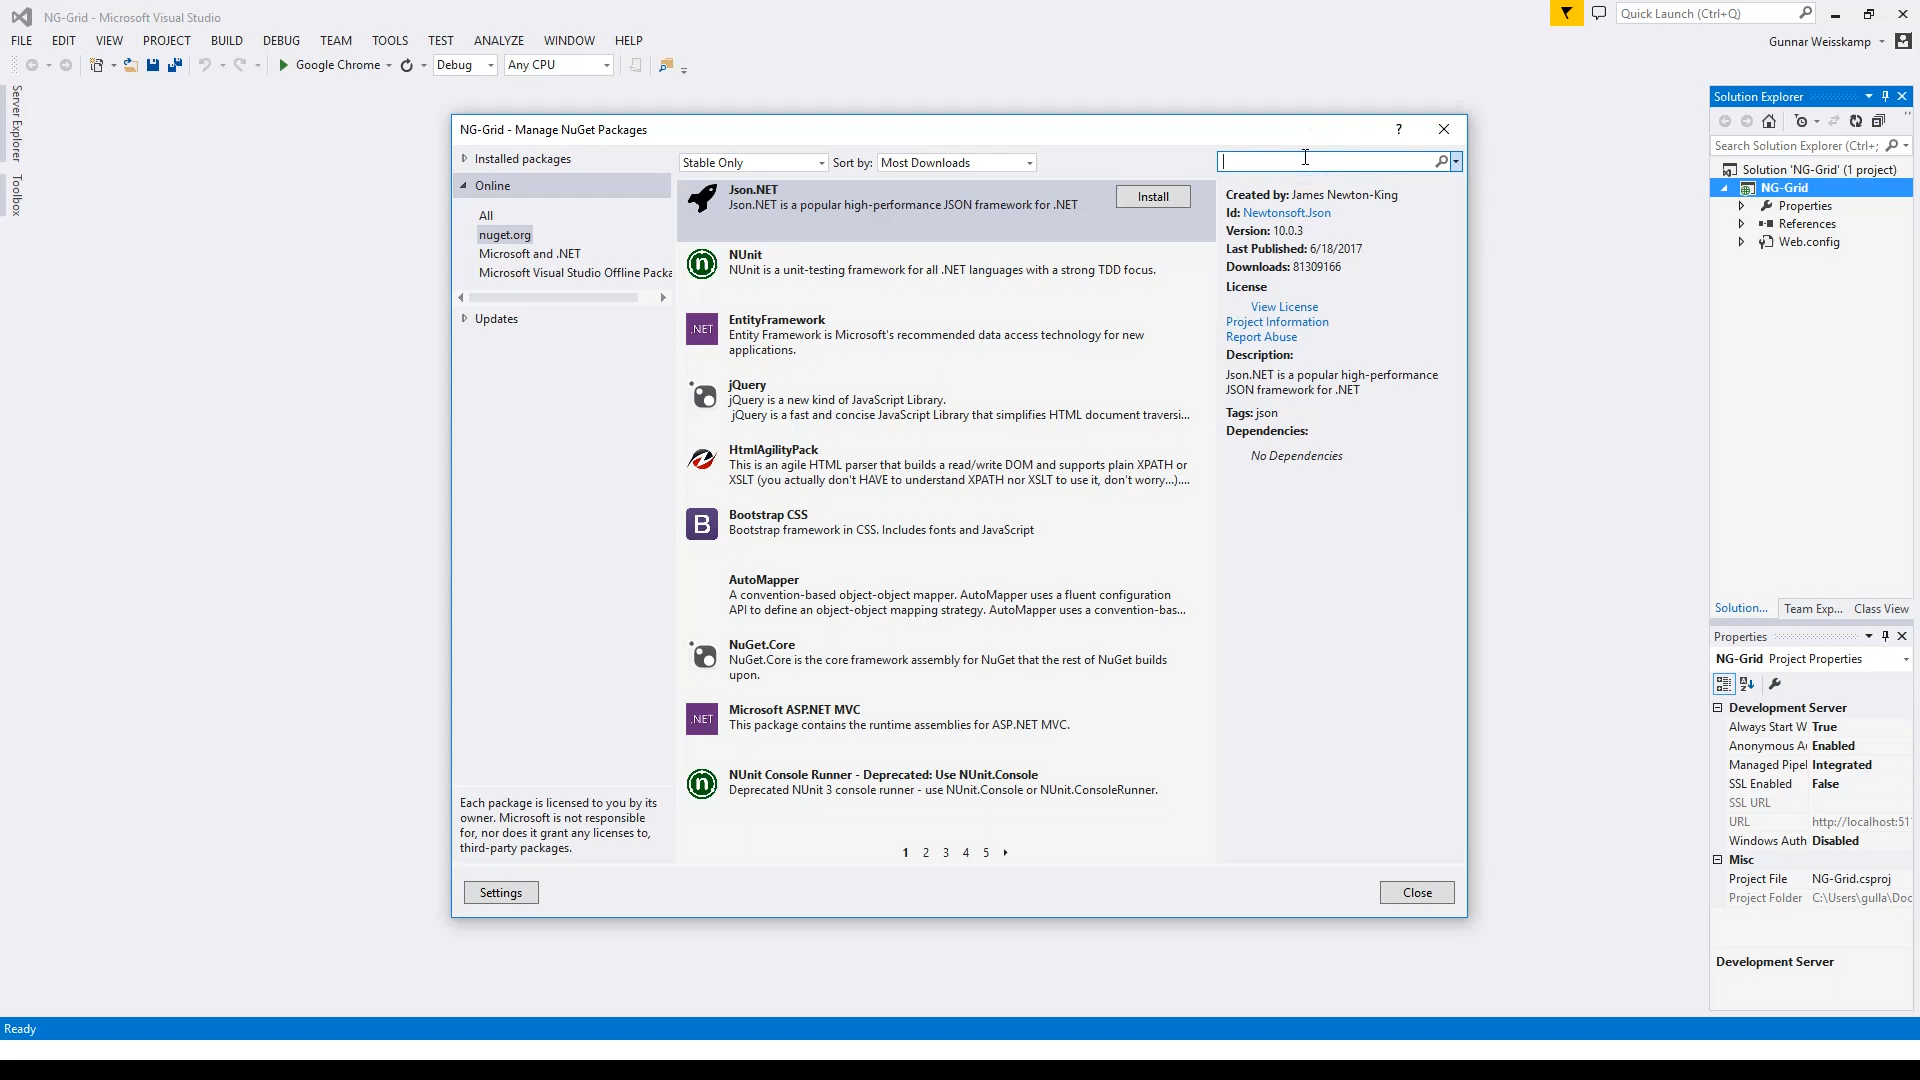 NG-Grid - Microsoft Visual Studio
Quick Launch (Ctrl+Q)
FILE EDIT VIEW PROJECT BUILD DEBUG TEAM TOOLS TEST ANALYZE WINDOW HELP
Gunnar Weisskamp
Google Chrome Debug Any CPU
Server Explorer
Toolbox
NG-Grid - Manage NuGet Packages
?
Installed packages
Online
All
nuget.org
Microsoft and .NET
Microsoft Visual Studio Offline Packa
Updates
Each package is licensed to you by its
owner. Microsoft is not responsible
for, nor does it grant any licenses to,
third-party packages.
Settings
Stable Only Sort by: Most Downloads
Json.NET
Json.NET is a popular high-performance JSON framework for .NET
Install
NUnit
NUnit is a unit-testing framework for all .NET languages with a strong TDD focus.
.NET
EntityFramework
Entity Framework is Microsoft's recommended data access technology for new
applications.
jQuery
jQuery is a new kind of JavaScript Library.
jQuery is a fast and concise JavaScript Library that simplifies HTML document traversi...
HtmlAgilityPack
This is an agile HTML parser that builds a read/write DOM and supports plain XPATH or
XSLT (you actually don't HAVE to understand XPATH nor XSLT to use it, don't worry...)....
B
Bootstrap CSS
Bootstrap framework in CSS. Includes fonts and JavaScript
AutoMapper
A convention-based object-object mapper. AutoMapper uses a fluent configuration
API to define an object-object mapping strategy. AutoMapper uses a convention-bas...
NuGet.Core
NuGet.Core is the core framework assembly for NuGet that the rest of NuGet builds
upon.
.NET
Microsoft ASP.NET MVC
This package contains the runtime assemblies for ASP.NET MVC.
NUnit Console Runner - Deprecated: Use NUnit.Console
Deprecated NUnit 3 console runner - use NUnit.Console or NUnit.ConsoleRunner.
1 2 3 4 5
Created by: James Newton-King
Id: Newtonsoft.Json
Version: 10.0.3
Last Published: 6/18/2017
Downloads: 81309166
License
View License
Project Information
Report Abuse
Description:
Json.NET is a popular high-performance
JSON framework for .NET
Tags: json
Dependencies:
No Dependencies
Close
Solution Explorer
Search Solution Explorer (Ctrl+;
Solution 'NG-Grid' (1 project)
NG-Grid
Properties
References
Web.config
Solution... Team Exp... Class View
Properties
NG-Grid Project Properties
Development Server
Always Start W True
Anonymous Au Enabled
Managed Pipel Integrated
SSL Enabled False
SSL URL
URL http://localhost:51
Windows Auth Disabled
Misc
Project File NG-Grid.csproj
Project Folder C:\Users\gulla\Doc
Development Server
Ready